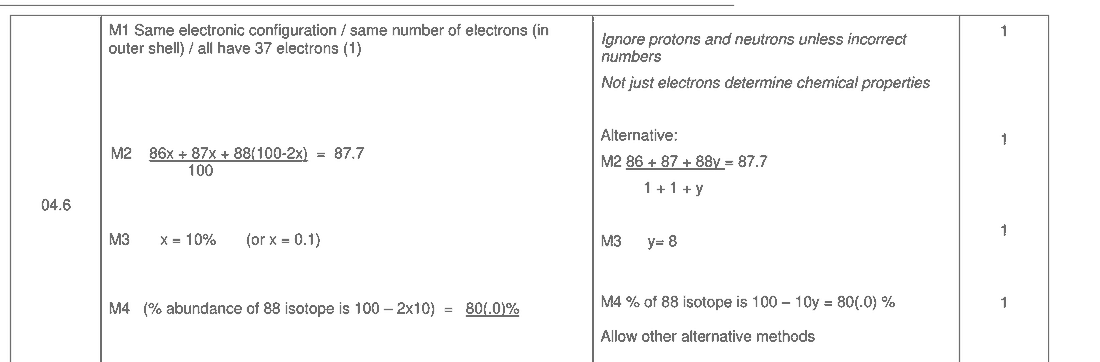 04.6
M1 Same electronic configuration / same number of electrons (in
outer shell) / all have 37 electrons (1)
M2 86x + 87x + 88(100-2x) = 87.7
100
M3 x = 10% (or x = 0.1)
M4 (% abundance of 88 isotope is 100 – 2x10) = 80(.0)%
Ignore protons and neutrons unless incorrect
numbers
Not just electrons determine chemical properties
Alternative:
M2 86 + 87 + 88y = 87.7
1 + 1 + y
M3 y= 8
M4 % of 88 isotope is 100 – 10y = 80(.0) %
Allow other alternative methods
1
1
1
1